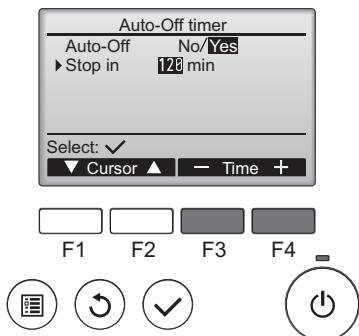 Auto-Off timer
Auto-Off No/Yes
Stop in 120 min
Select:
Cursor − Time +
F1 F2 F3 F4